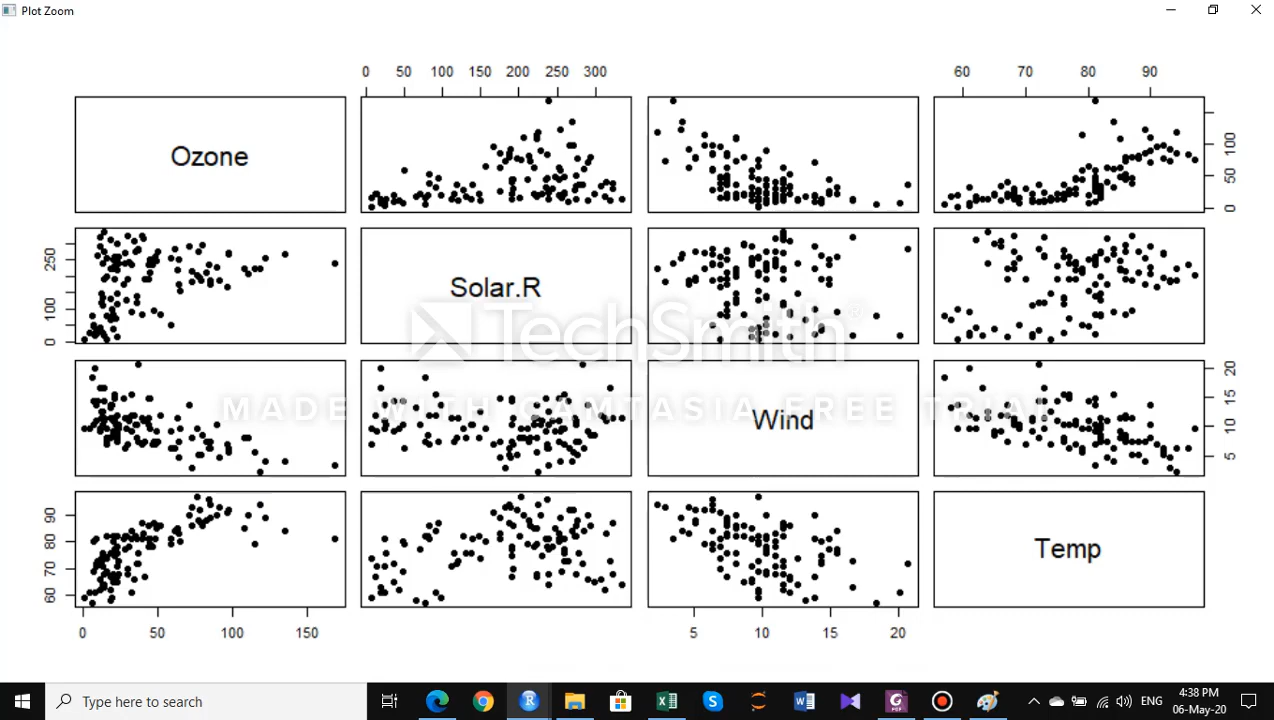 Plot Zoom
0 50 100 150 200 250 300
60 70 80 90
Ozone
0 50 100
0 100 250
Solar.R
TechSmith®
MADE WITH CAMTASIA FREE TRIAL
Wind
5 10 15 20
60 70 80 90
Temp
0 50 100 150
5 10 15 20
Type here to search
R
X
S
W
PDF
ENG
4:38 PM
06-May-20